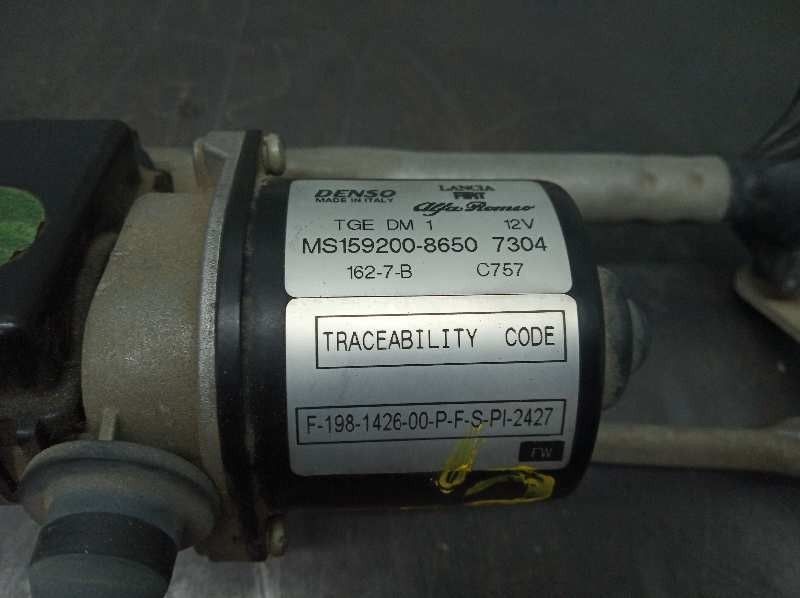 DENSO LANCIA
MADE IN ITALY FIAT
Alfa Romeo
TGE DM 1 12V
MS159200-8650 7304
162-7-B C757
TRACEABILITY CODE
F-198-1426-00-P-F-S-PI-2427
FW